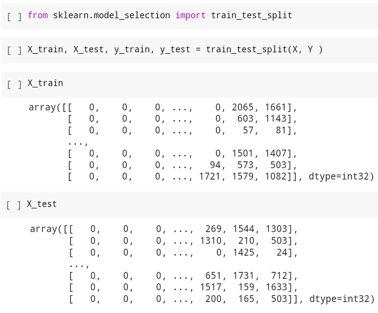 [ ] from sklearn.model_selection import train_test_split
[ ] X_train, X_test, y_train, y_test = train_test_split(X, Y )
[ ] X_train
array([[   0,    0,    0, ...,    0, 2065, 1661],
[   0,    0,    0, ...,    0,  603, 1143],
[   0,    0,    0, ...,    0,   57,   81],
...,
[   0,    0,    0, ...,    0, 1501, 1407],
[   0,    0,    0, ...,   94,  573,  503],
[   0,    0,    0, ..., 1721, 1579, 1082]], dtype=int32)
[ ] X_test
array([[   0,    0,    0, ...,  269, 1544, 1303],
[   0,    0,    0, ..., 1310,  210,  503],
[   0,    0,    0, ...,    0, 1425,   24],
...,
[   0,    0,    0, ...,  651, 1731,  712],
[   0,    0,    0, ..., 1517,  159, 1633],
[   0,    0,    0, ...,  200,  165,  503]], dtype=int32)